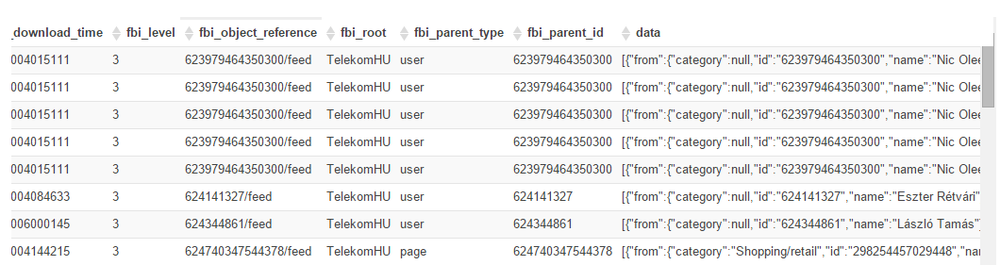 _download_time fbi_level fbi_object_reference fbi_root fbi_parent_type fbi_parent_id data
004015111 3 623979464350300/feed TelekomHU user 623979464350300 [{"from":{"category":null,"id":"623979464350300","name":"Nic Olee
004015111 3 623979464350300/feed TelekomHU user 623979464350300 [{"from":{"category":null,"id":"623979464350300","name":"Nic Olee
004015111 3 623979464350300/feed TelekomHU user 623979464350300 [{"from":{"category":null,"id":"623979464350300","name":"Nic Olee
004015111 3 623979464350300/feed TelekomHU user 623979464350300 [{"from":{"category":null,"id":"623979464350300","name":"Nic Olee
004015111 3 623979464350300/feed TelekomHU user 623979464350300 [{"from":{"category":null,"id":"623979464350300","name":"Nic Olee
004084633 3 624141327/feed TelekomHU user 624141327 [{"from":{"category":null,"id":"624141327","name":"Eszter Rétvári"
006000145 3 624344861/feed TelekomHU user 624344861 [{"from":{"category":null,"id":"624344861","name":"László Tamás"}
004144215 3 624740347544378/feed TelekomHU page 624740347544378 [{"from":{"category":"Shopping/retail","id":"298254457029448","nam